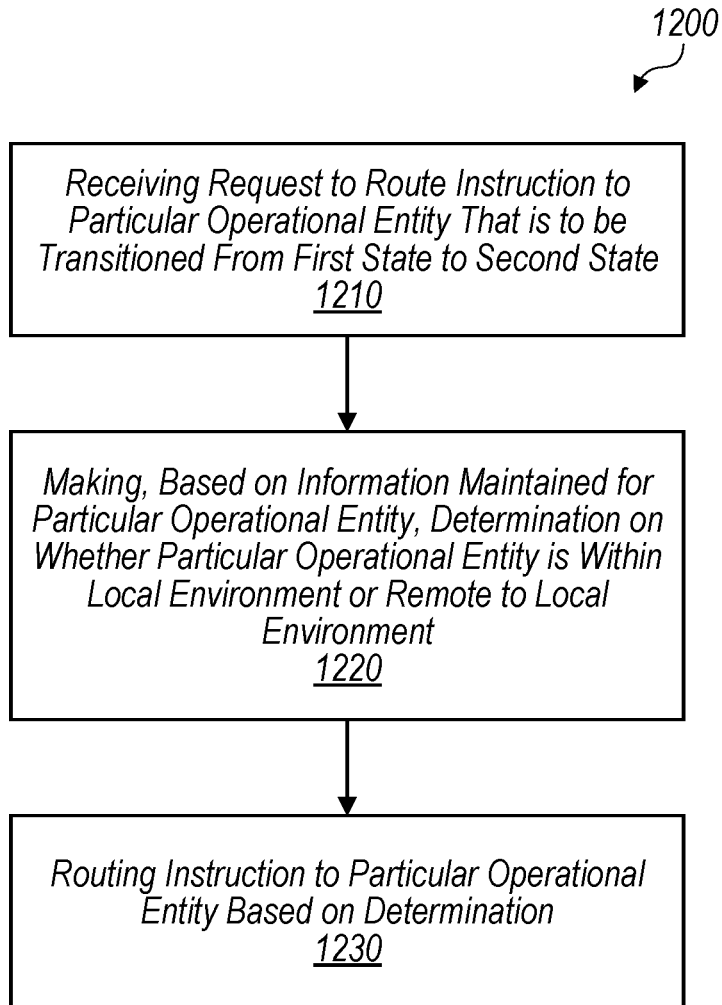 1200
Receiving Request to Route Instruction to
Particular Operational Entity That is to be
Transitioned From First State to Second State
1210
Making, Based on Information Maintained for
Particular Operational Entity, Determination on
Whether Particular Operational Entity is Within
Local Environment or Remote to Local
Environment
1220
Routing Instruction to Particular Operational
Entity Based on Determination
1230